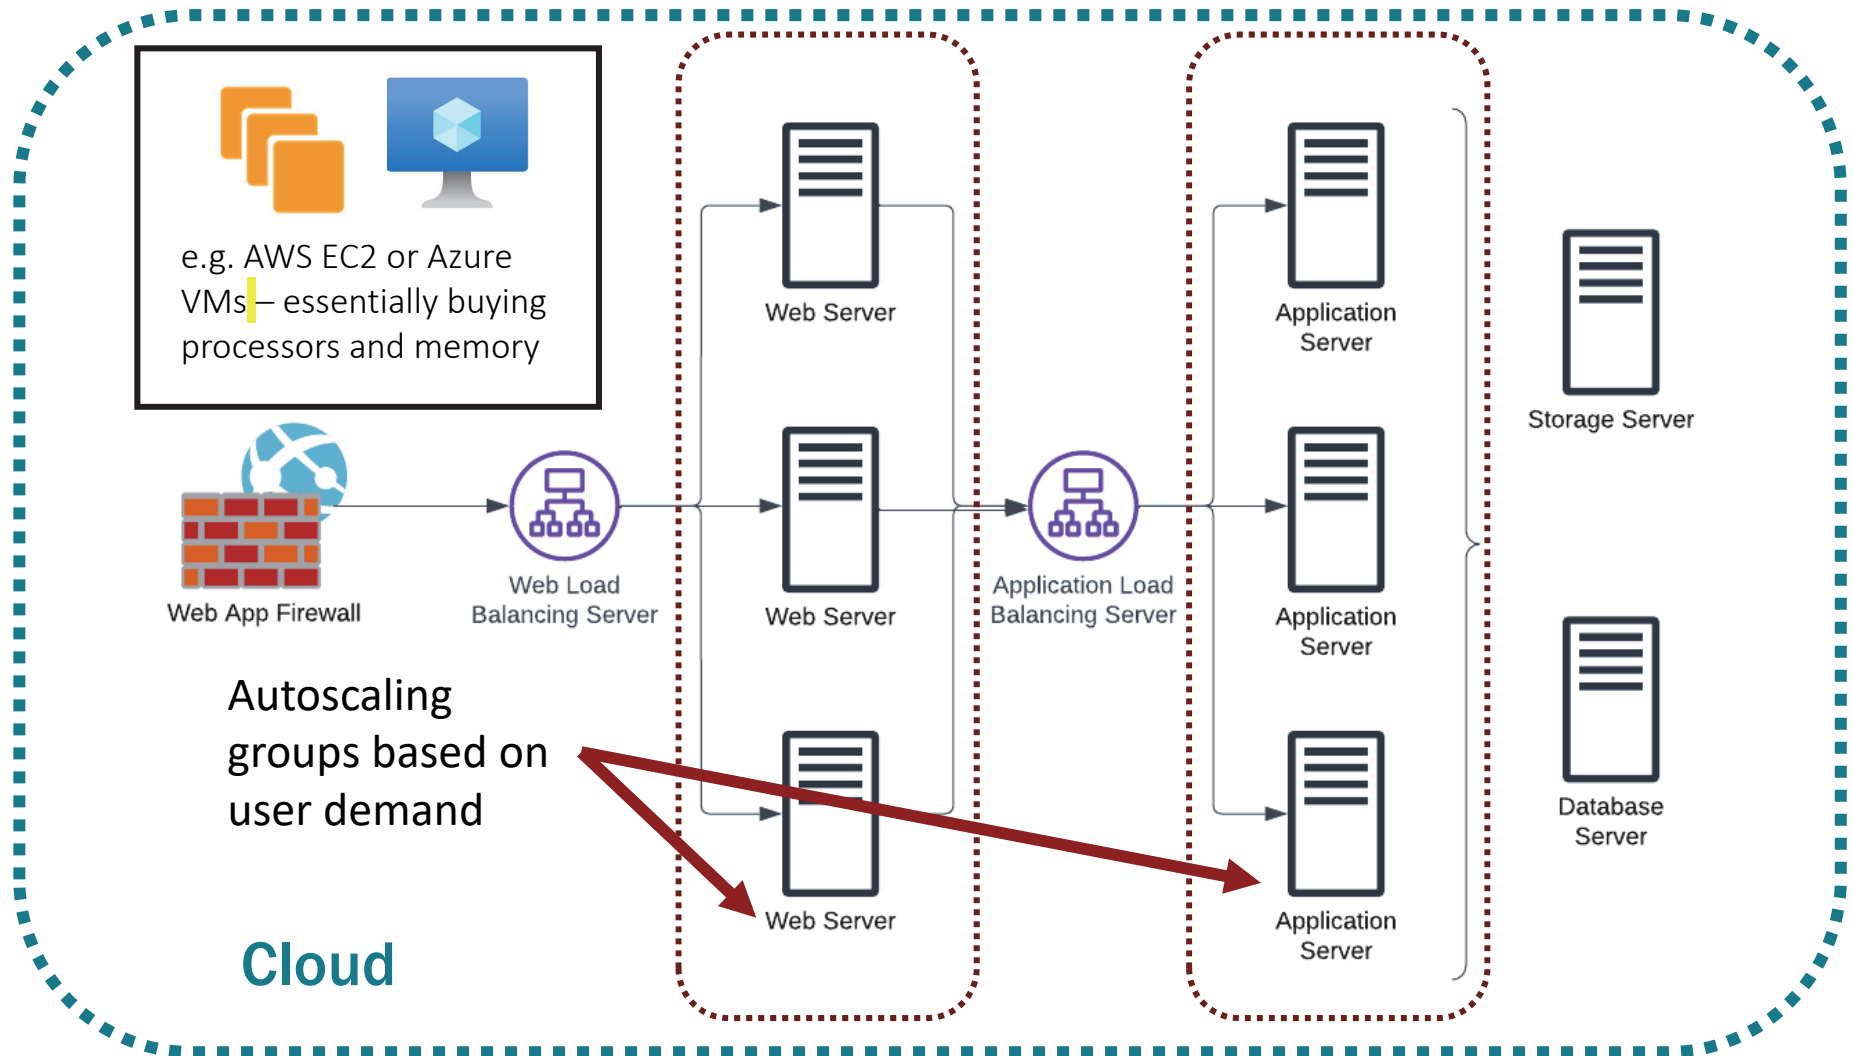 e.g. AWS EC2 or Azure
VMs – essentially buying
processors and memory
Web App Firewall
Web Load
Balancing Server
Web Server
Web Server
Web Server
Application Load
Balancing Server
Application
Server
Application
Server
Application
Server
Storage Server
Database
Server
Autoscaling
groups based on
user demand
Cloud